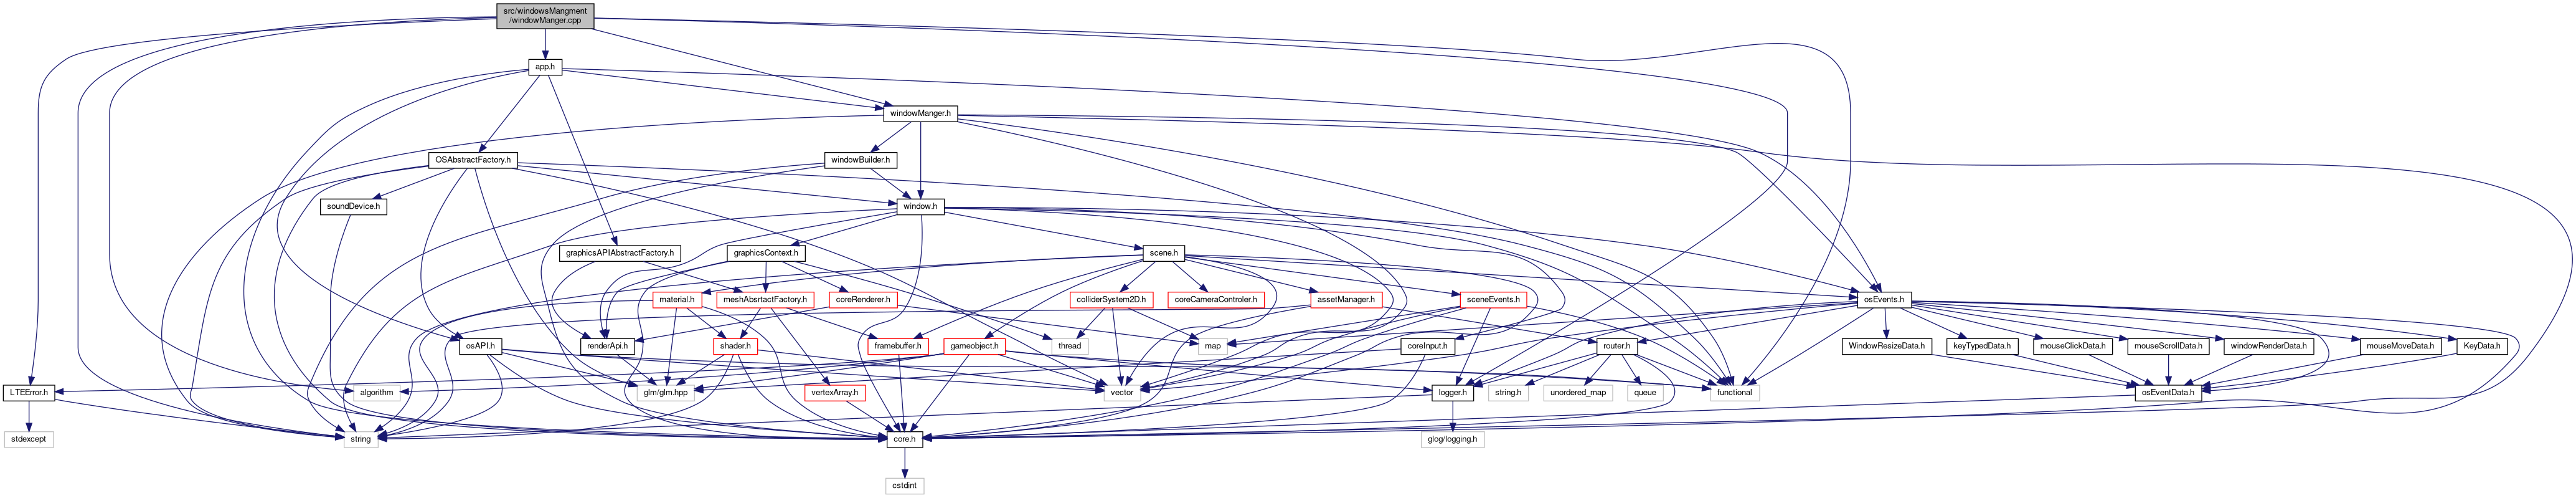 src/windowsMangment
/windowManger.cpp
app.h
windowManger.h
OSAbstractFactory.h
windowBuilder.h
soundDevice.h
window.h
graphicsAPIAbstractFactory.h
graphicsContext.h
scene.h
material.h
meshAbsrtactFactory.h
coreRenderer.h
colliderSystem2D.h
coreCameraControler.h
assetManager.h
sceneEvents.h
osEvents.h
osAPI.h
renderApi.h
shader.h
framebuffer.h
gameobject.h
thread
map
coreInput.h
router.h
WindowResizeData.h
keyTypedData.h
mouseClickData.h
mouseScrollData.h
windowRenderData.h
mouseMoveData.h
KeyData.h
LTEError.h
algorithm
glm/glm.hpp
vertexArray.h
vector
logger.h
string.h
unordered_map
queue
functional
osEventData.h
stdexcept
string
core.h
glog/logging.h
cstdint